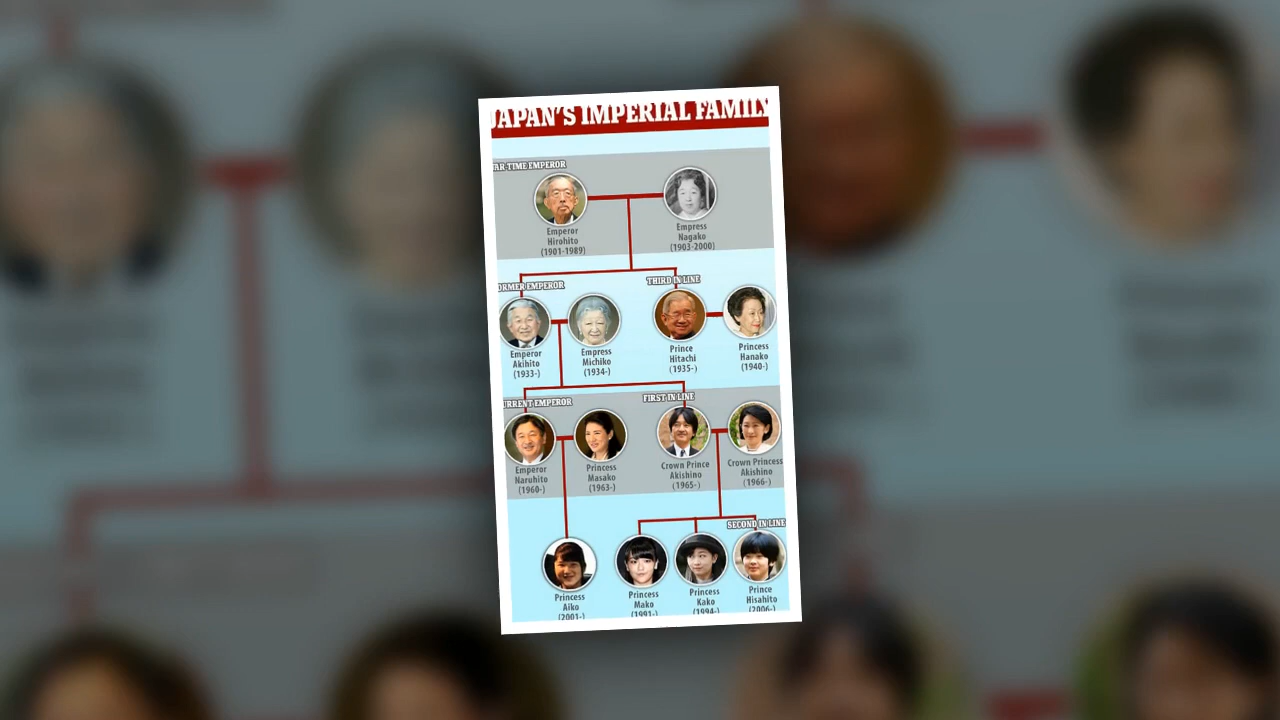 JAPAN'S IMPERIAL FAMILY
AR-TIME EMPEROR
Emperor
Hirohito
(1901-1989)
Empress
Nagako
(1903-2000)
ORMER EMPEROR
THIRD IN LINE
Emperor
Akihito
(1933-)
Empress
Michiko
(1934-)
Prince
Hitachi
(1935-)
Princess
Hanako
(1940-)
URRENT EMPEROR
FIRST IN LINE
Emperor
Naruhito
(1960-)
Princess
Masako
(1963-)
Crown Prince
Akishino
(1965-)
Crown Princess
Akishino
(1966-)
SECOND IN LINE
Princess
Aiko
(2001-)
Princess
Mako
(1991-)
Princess
Kako
(1994-)
Prince
Hisahito
(2006-)